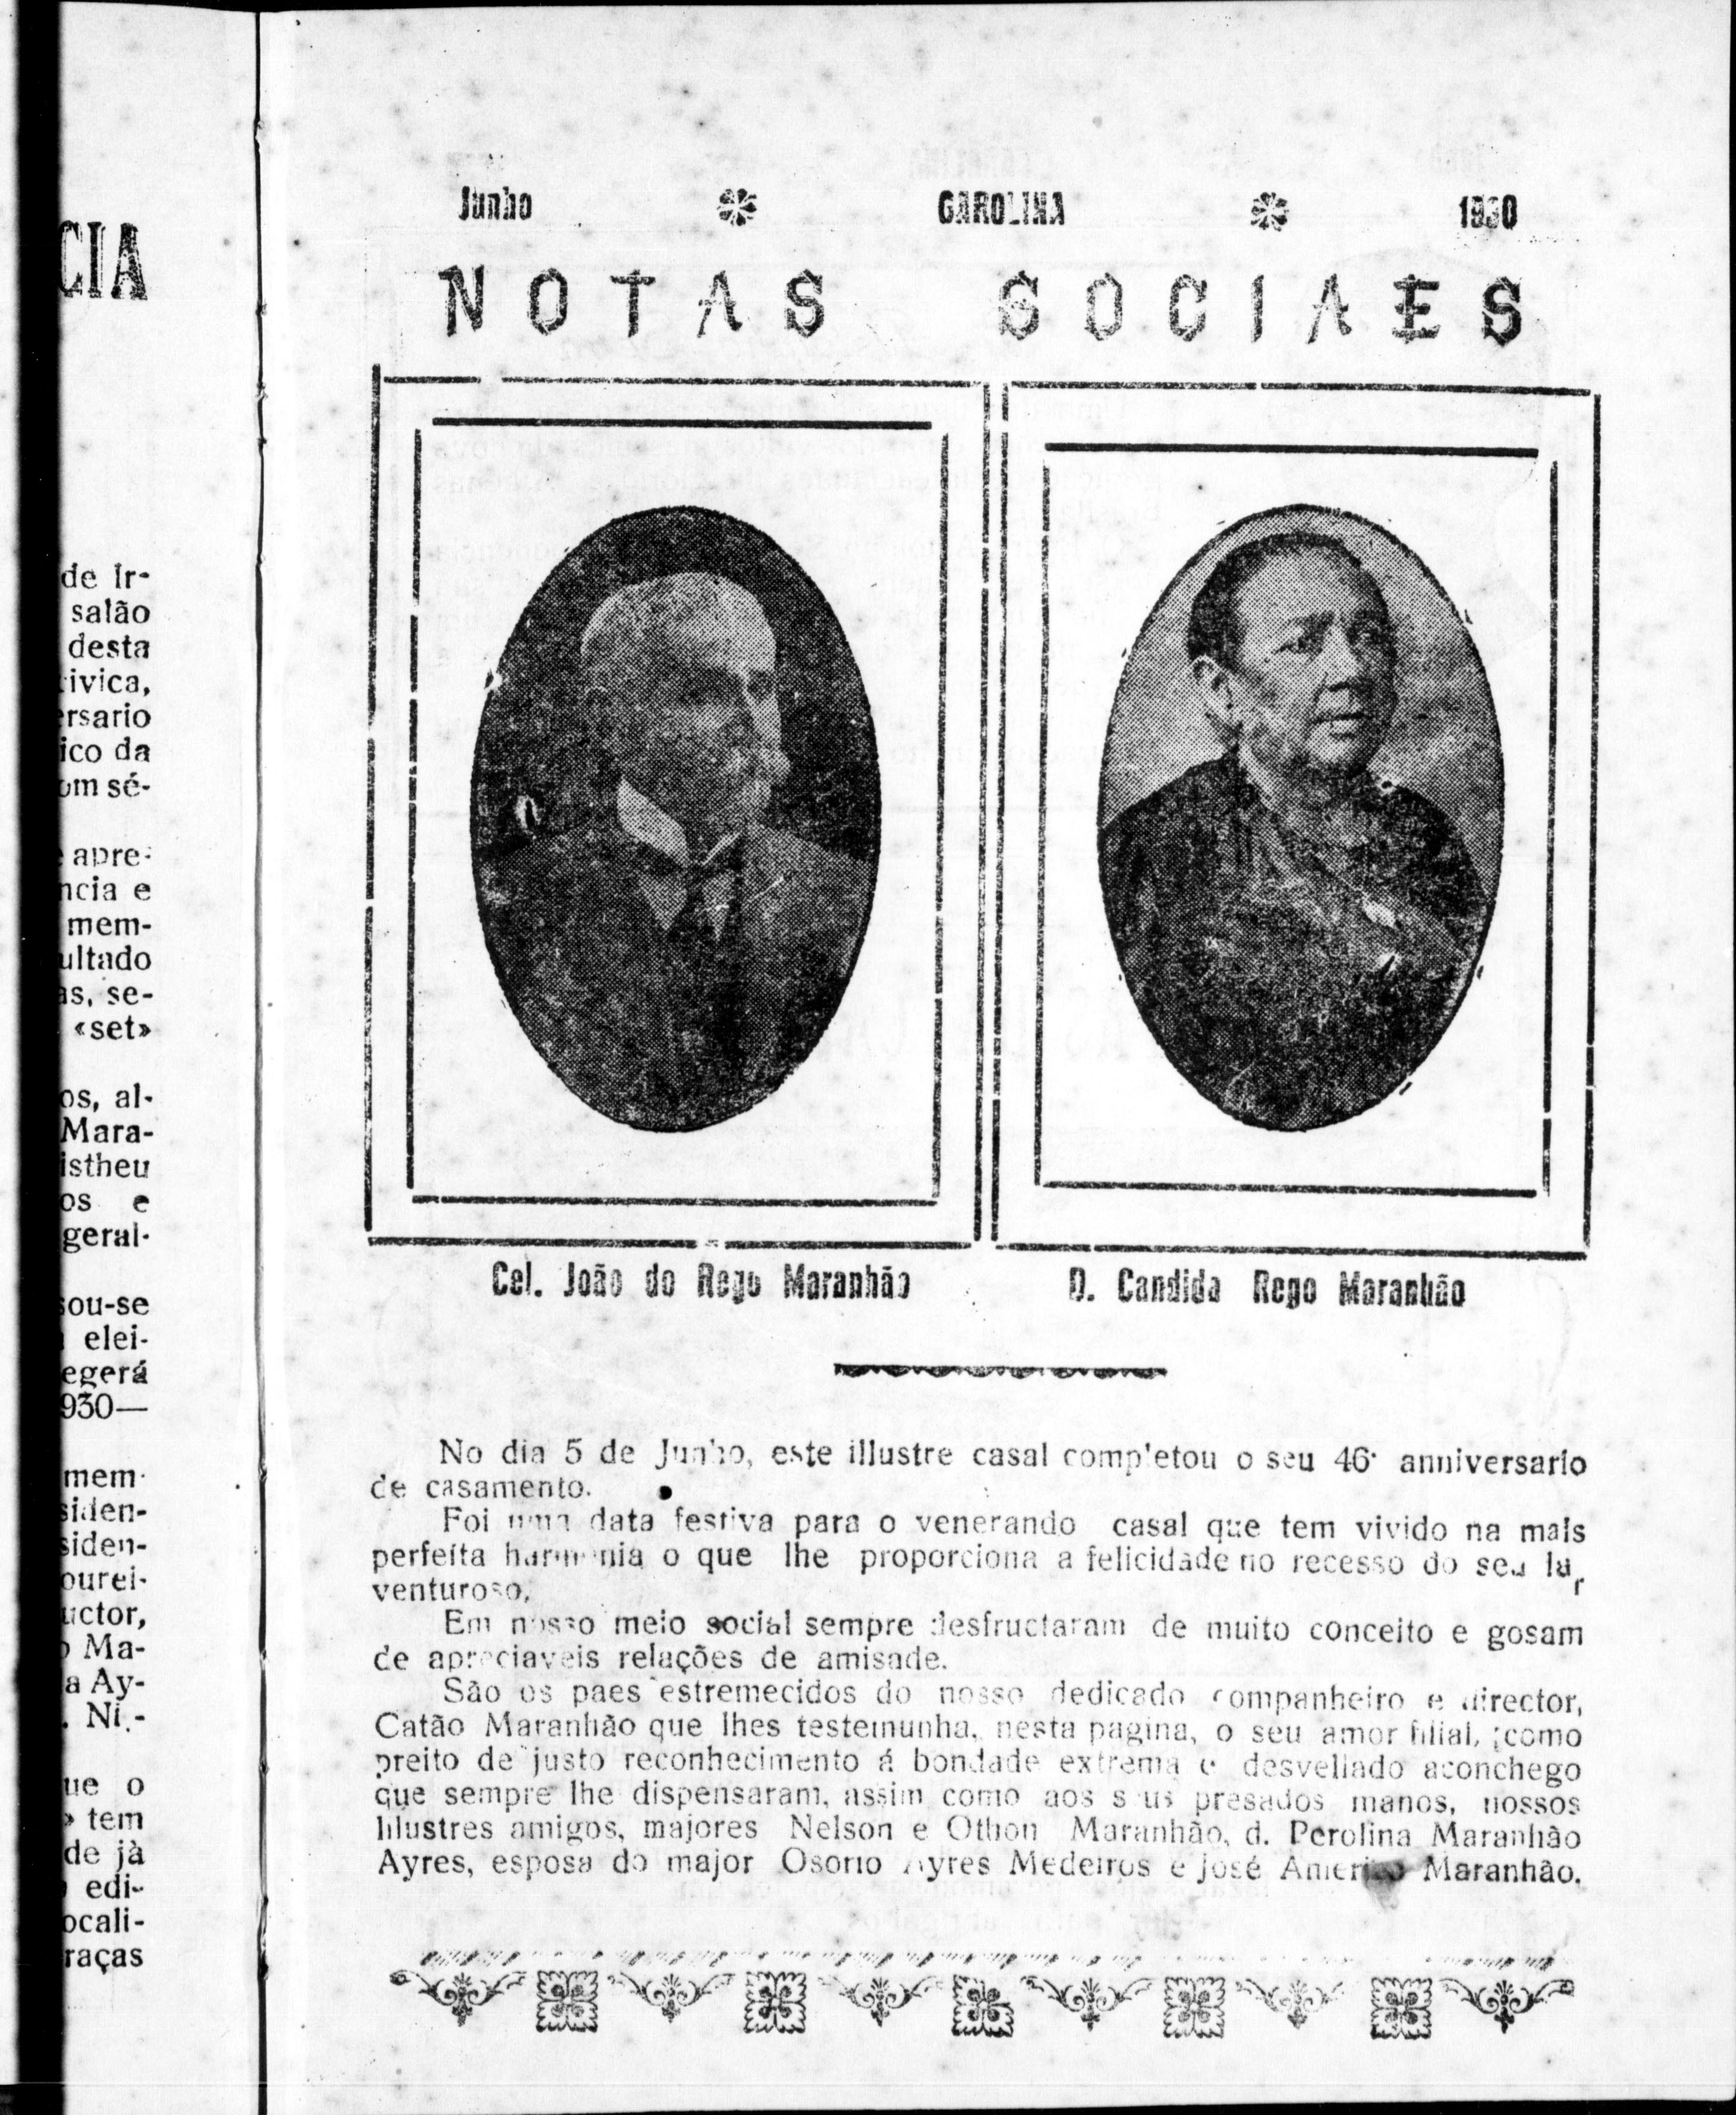 CIA
de Ir-
salão
desta
civica,
ersario
ico da
om sé-
apre-
ncia e
mem-
ultado
as, se-
«set»
os, al-
Mara-
istheu
os e
geral-
sou-se
elei-
egerá
930—
mem-
siden-
siden-
ourei-
uctor,
Ma-
a Ay-
. Ni.-
ue o
» tem
de jà
edi-
ocali-
raças
Junho CAROLINA 1930
NOTAS SOCIAES
Cel. João do Rego Maranhão
D. Candida Rego Maranhão
No dia 5 de Junho, este illustre casal completou o seu 46· anniversario
de casamento.
Foi uma data festiva para o venerando casal que tem vivido na mais
perfeita harmonia o que lhe proporciona a felicidade no recesso do seu lar
venturoso,
Em nosso meio social sempre desfructaram de muito conceito e gosam
de apreciaveis relações de amisade.
São os paes estremecidos do nosso dedicado companheiro e director,
Catão Maranhão que lhes testemunha, nesta pagina, o seu amor filial, como
preito de justo reconhecimento á bondade extrema e desvellado aconchego
que sempre lhe dispensaram, assim como aos seus presados manos, nossos
illustres amigos, majores Nelson e Othon Maranhão, d. Perolina Maranhão
Ayres, esposa do major Osorio Ayres Medeiros e José Americo Maranhão.